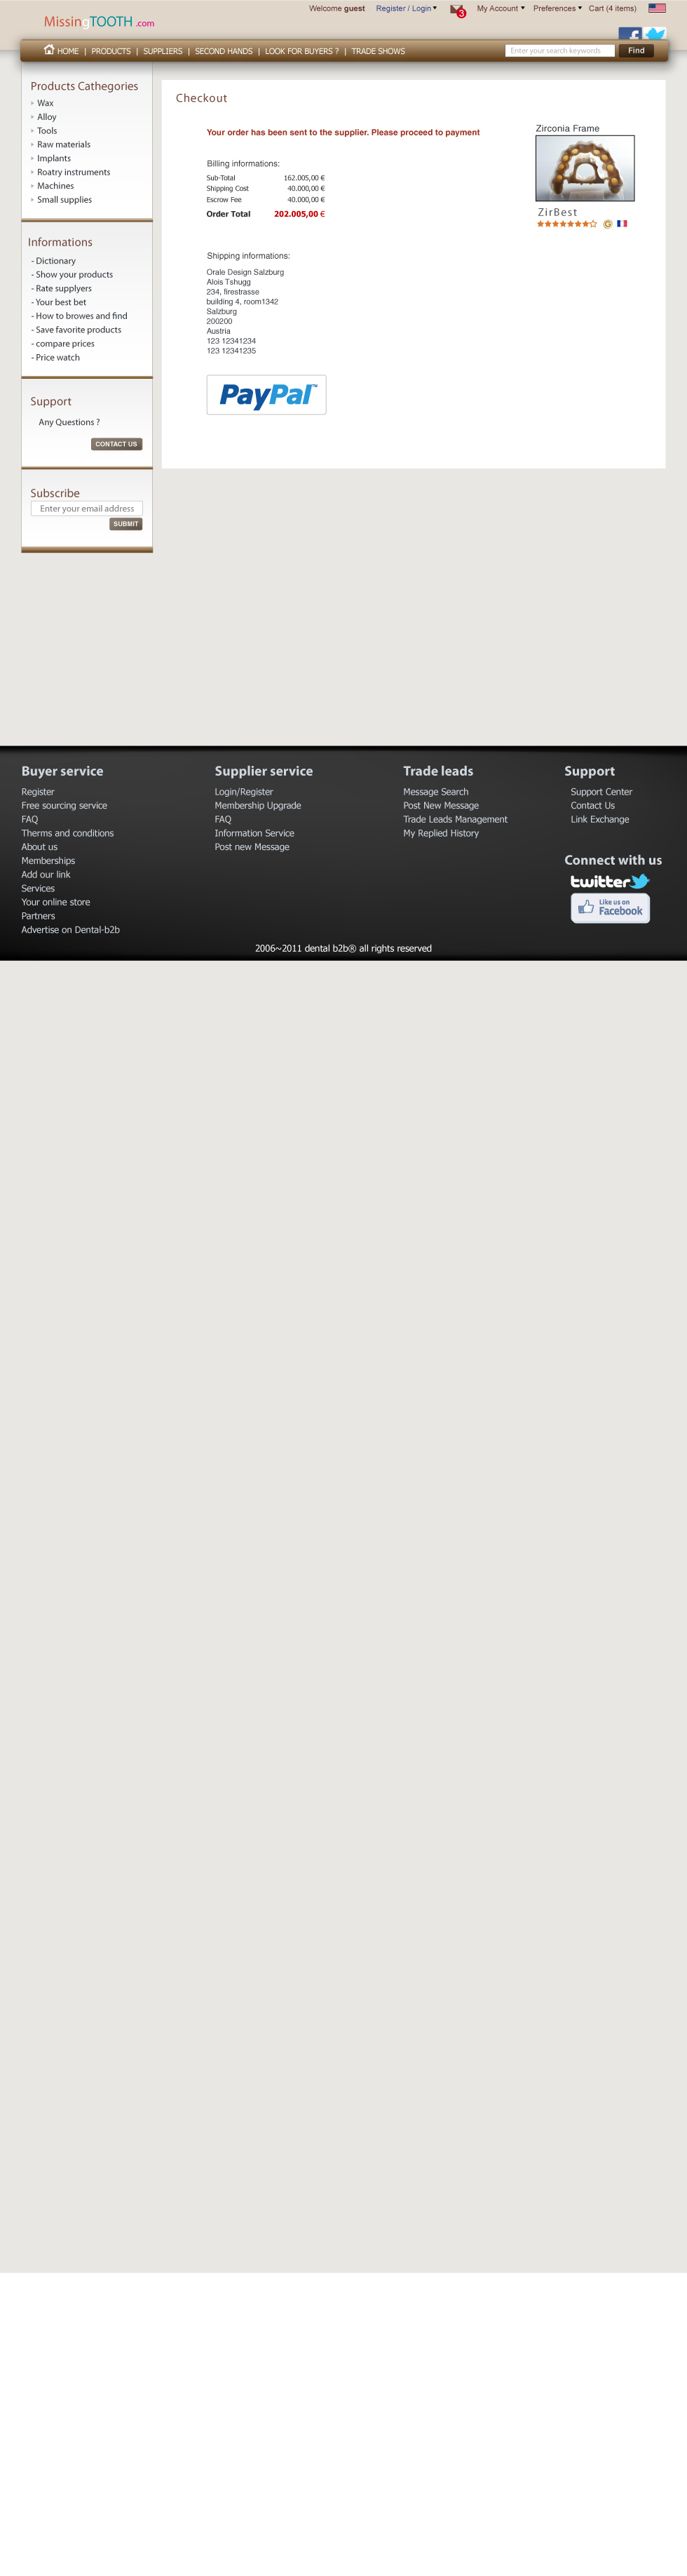 Welcome guest Register / Login 3 My Account Preferences Cart (4 items)
MissingTOOTH .com
HOME | PRODUCTS | SUPPLIERS | SECOND HANDS | LOOK FOR BUYERS ? | TRADE SHOWS Enter your search keywords Find
Products Cathegories
Wax
Alloy
Tools
Raw materials
Implants
Roatry instruments
Machines
Small supplies
Informations
- Dictionary
- Show your products
- Rate supplyers
- Your best bet
- How to browes and find
- Save favorite products
- compare prices
- Price watch
Support
Any Questions ?
CONTACT US
Subscribe
Enter your email address
SUBMIT
Checkout
Your order has been sent to the supplier. Please proceed to payment
Billing informations:
Sub-Total 162.005,00 €
Shipping Cost 40.000,00 €
Escrow Fee 40.000,00 €
Order Total 202.005,00 €
Shipping informations:
Orale Design Salzburg
Alois Tshugg
234, firestrasse
building 4, room1342
Salzburg
200200
Austria
123 12341234
123 12341235
PayPal™
Zirconia Frame
ZirBest
G
Buyer service
Register
Free sourcing service
FAQ
Therms and conditions
About us
Memberships
Add our link
Services
Your online store
Partners
Advertise on Dental-b2b
Supplier service
Login/Register
Membership Upgrade
FAQ
Information Service
Post new Message
Trade leads
Message Search
Post New Message
Trade Leads Management
My Replied History
Support
Support Center
Contact Us
Link Exchange
Connect with us
twitter
Like us on
Facebook
2006~2011 dental b2b® all rights reserved